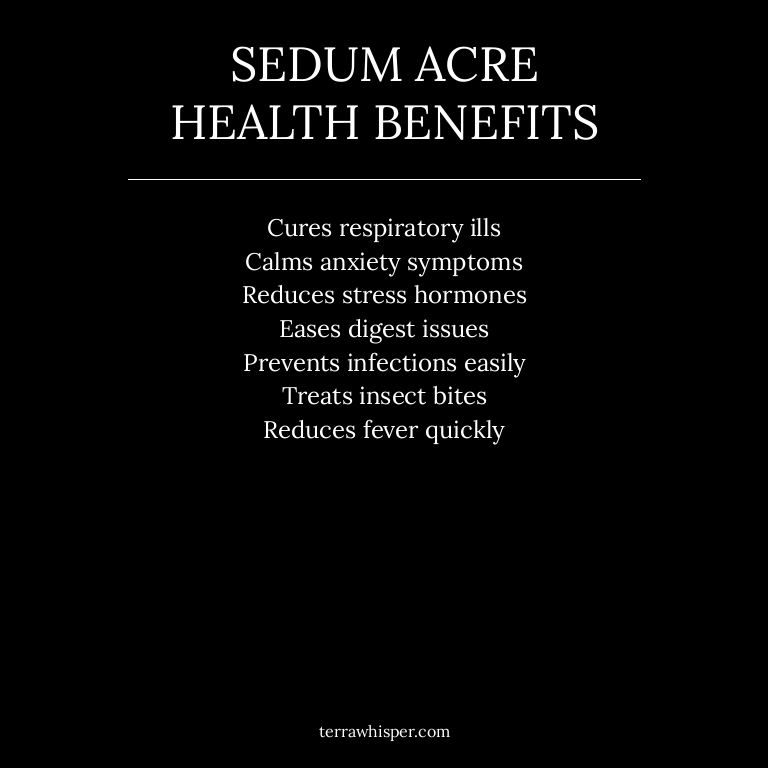 SEDUM ACRE
HEALTH BENEFITS
Cures respiratory ills
Calms anxiety symptoms
Reduces stress hormones
Eases digest issues
Prevents infections easily
Treats insect bites
Reduces fever quickly
terrawhisper.com